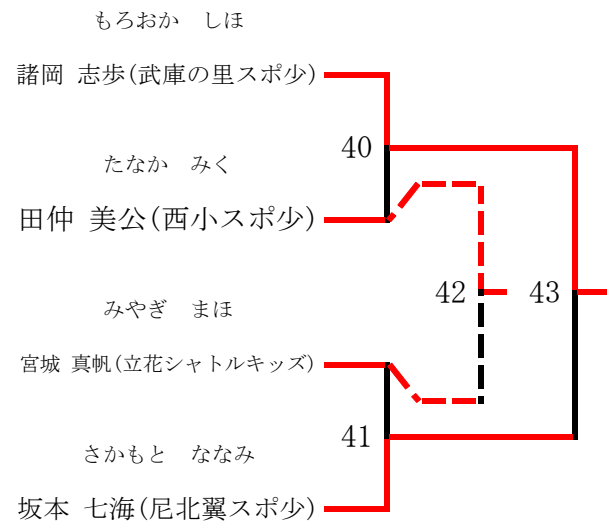 もろおか　しほ
諸岡 志歩(武庫の里スポ少)
40
たなか　みく
田仲 美公(西小スポ少)
42
43
みやぎ　まほ
宮城 真帆(立花シャトルキッズ)
41
さかもと　ななみ
坂本 七海(尼北翼スポ少)